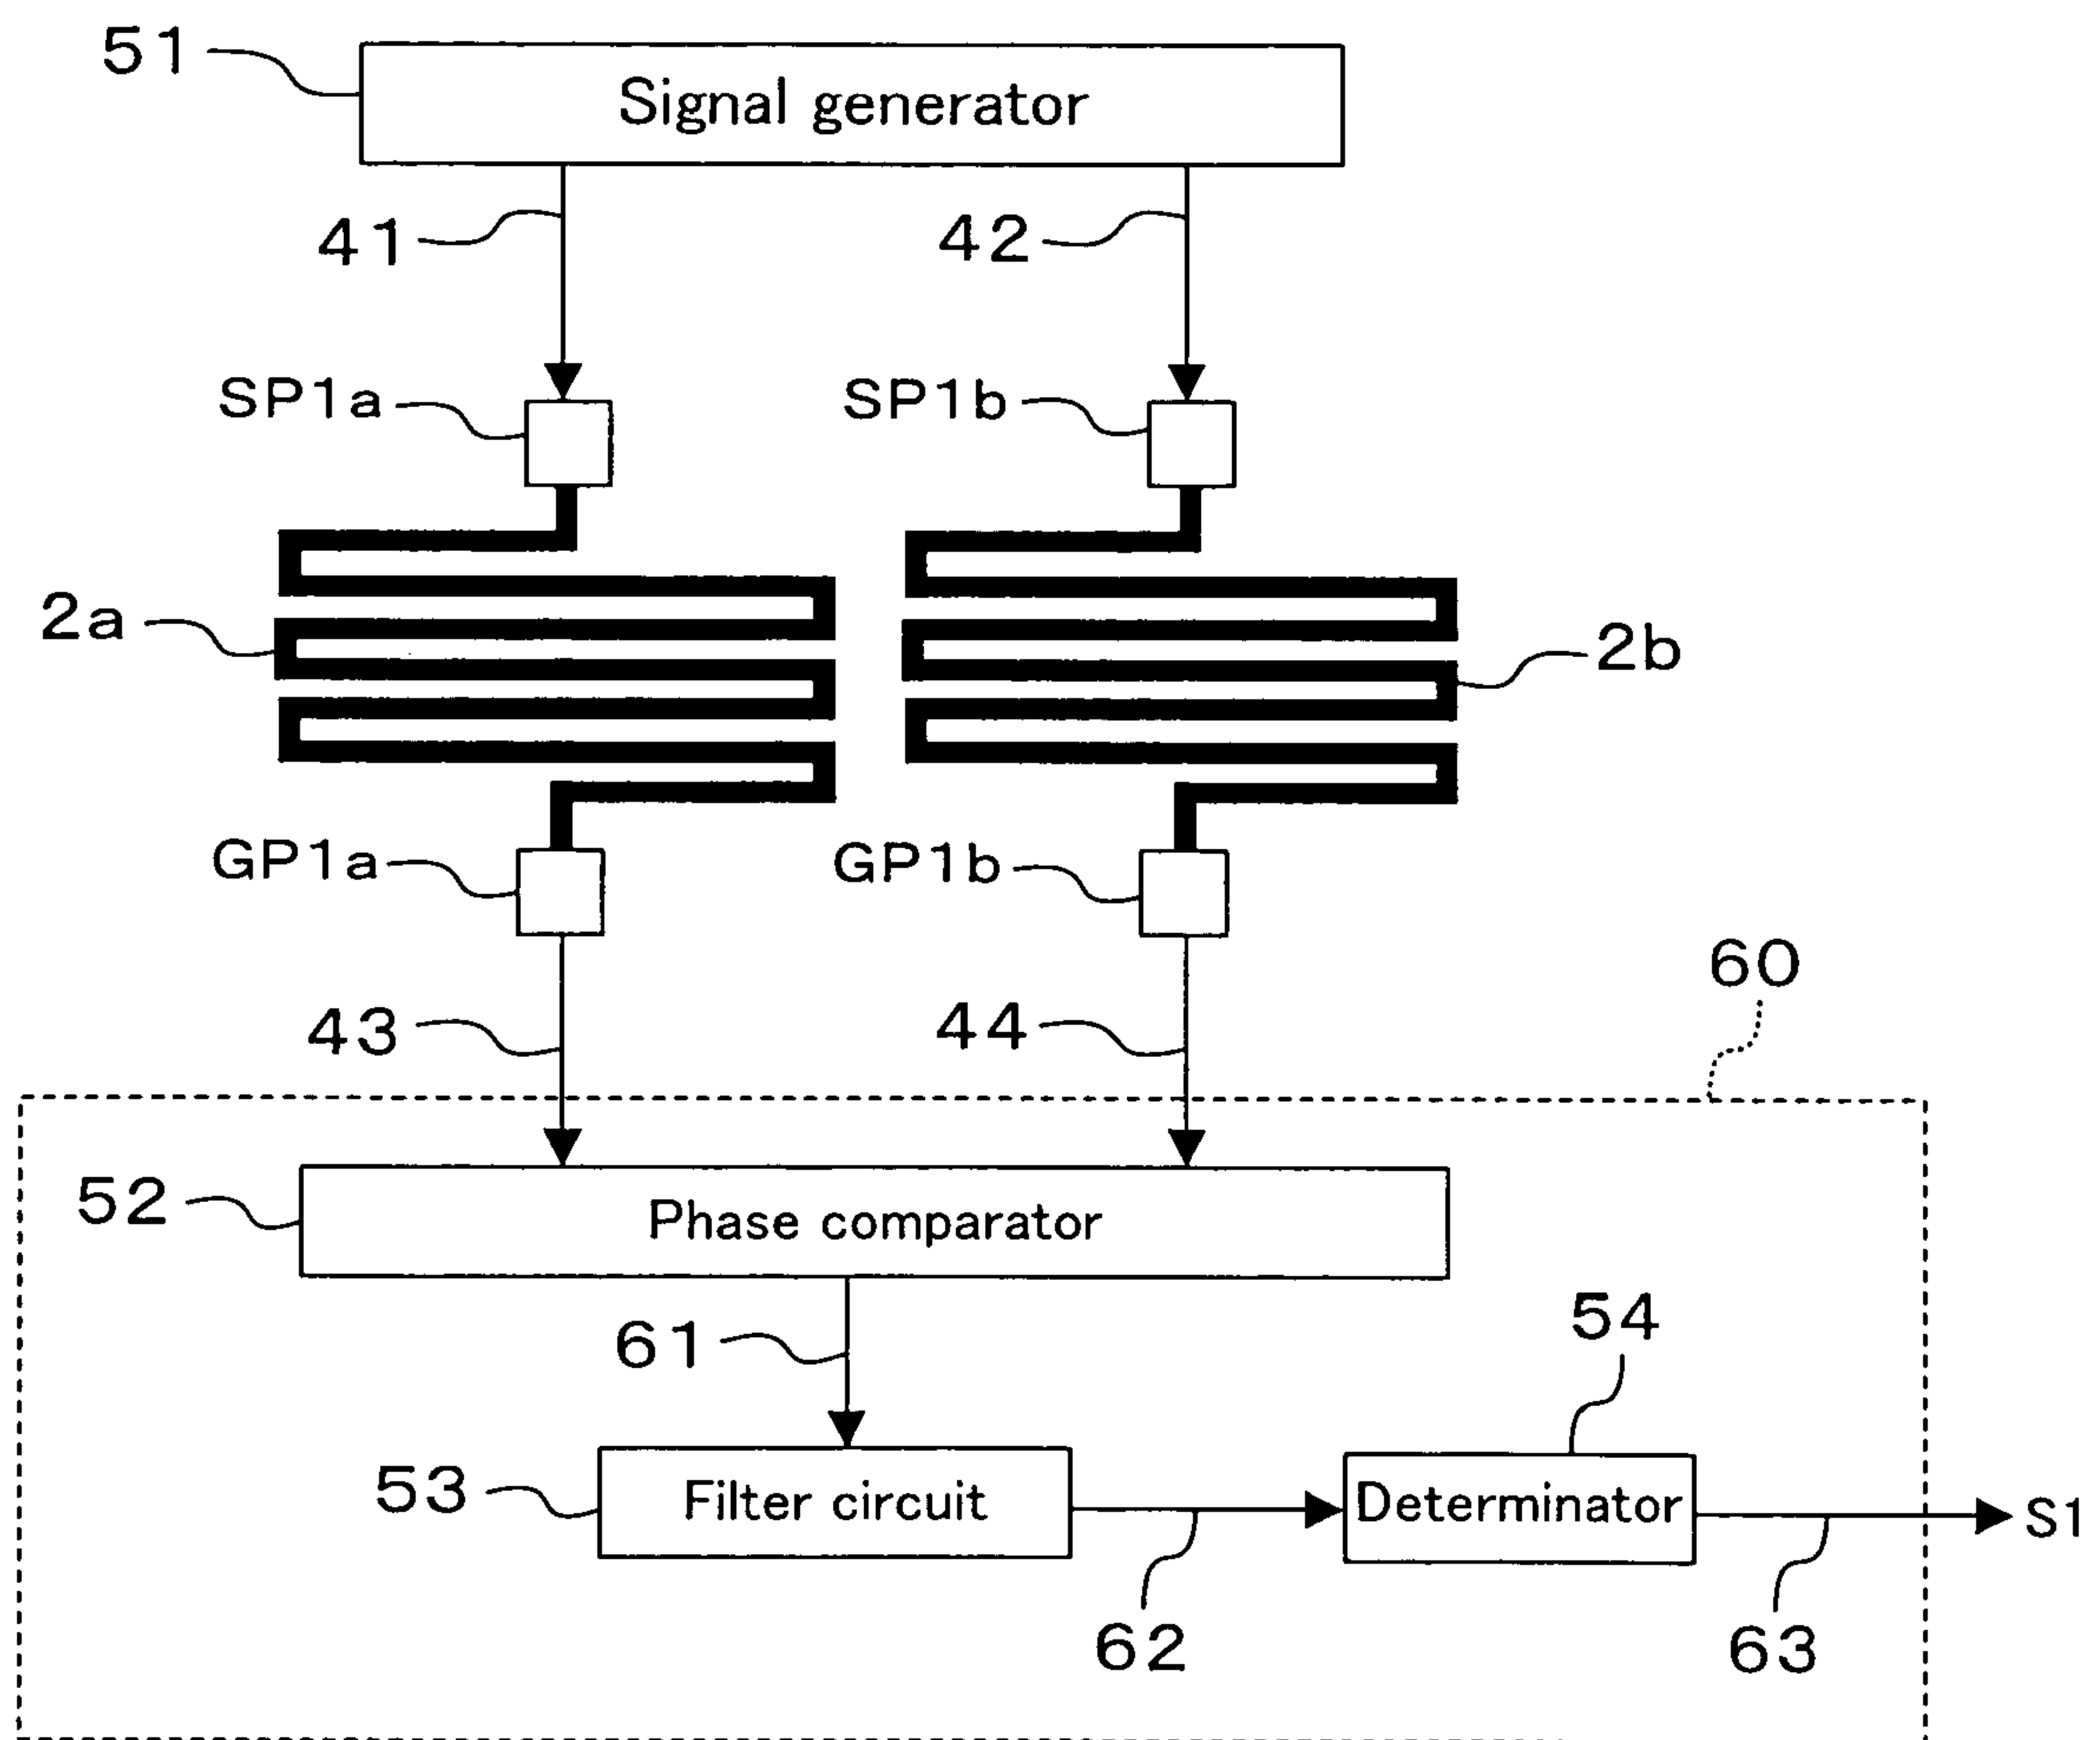 51
Signal generator
41
42
SP1a
SP1b
2a
2b
GP1a
GP1b
60
43
44
52
Phase comparator
61
54
53
Filter circuit
Determinator
S1
62
63